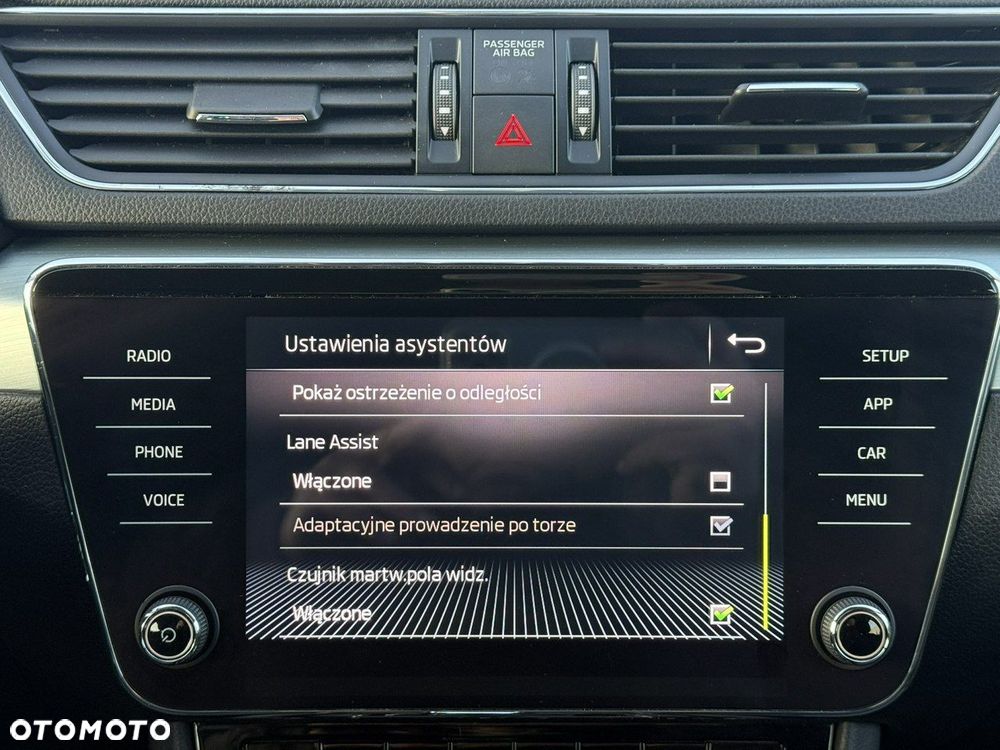 PASSENGER
AIR BAG
Ustawienia asystentów
RADIO
MEDIA
PHONE
VOICE
Pokaż ostrzeżenie o odległości
Lane Assist
Włączone
Adaptacyjne prowadzenie po torze
Czujnik martw.pola widz.
Włączone
SETUP
APP
CAR
MENU
OTOMOTO